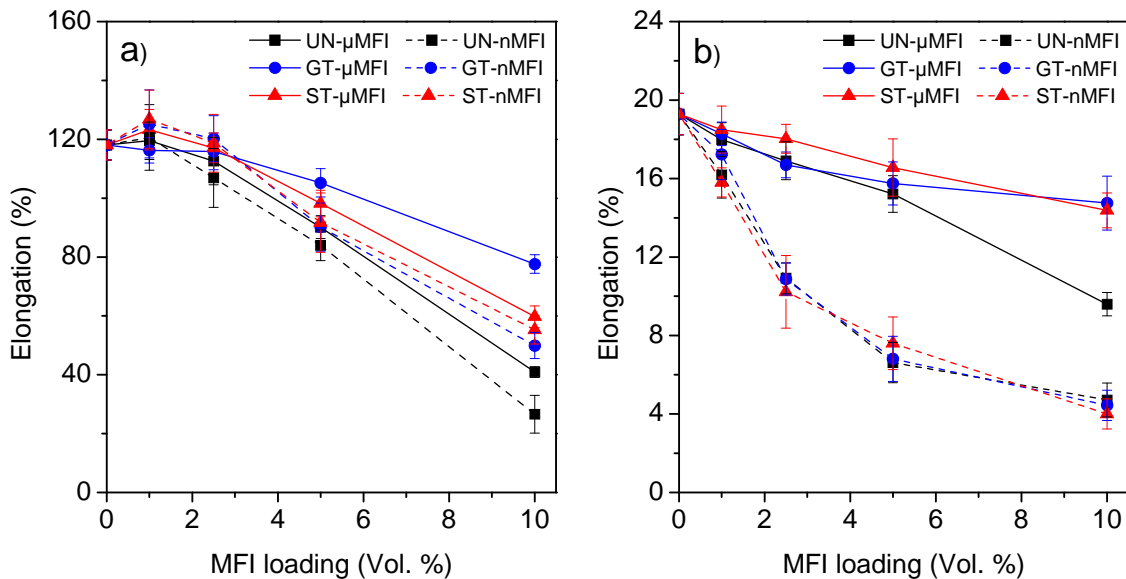 a)
UN-µMFI UN-nMFI
GT-µMFI GT-nMFI
ST-µMFI ST-nMFI
160
120
80
40
0
Elongation (%)
0 2 4 6 8 10
MFI loading (Vol. %)
b)
UN-µMFI UN-nMFI
GT-µMFI GT-nMFI
ST-µMFI ST-nMFI
24
20
16
12
8
4
0
Elongation (%)
0 2 4 6 8 10
MFI loading (Vol. %)